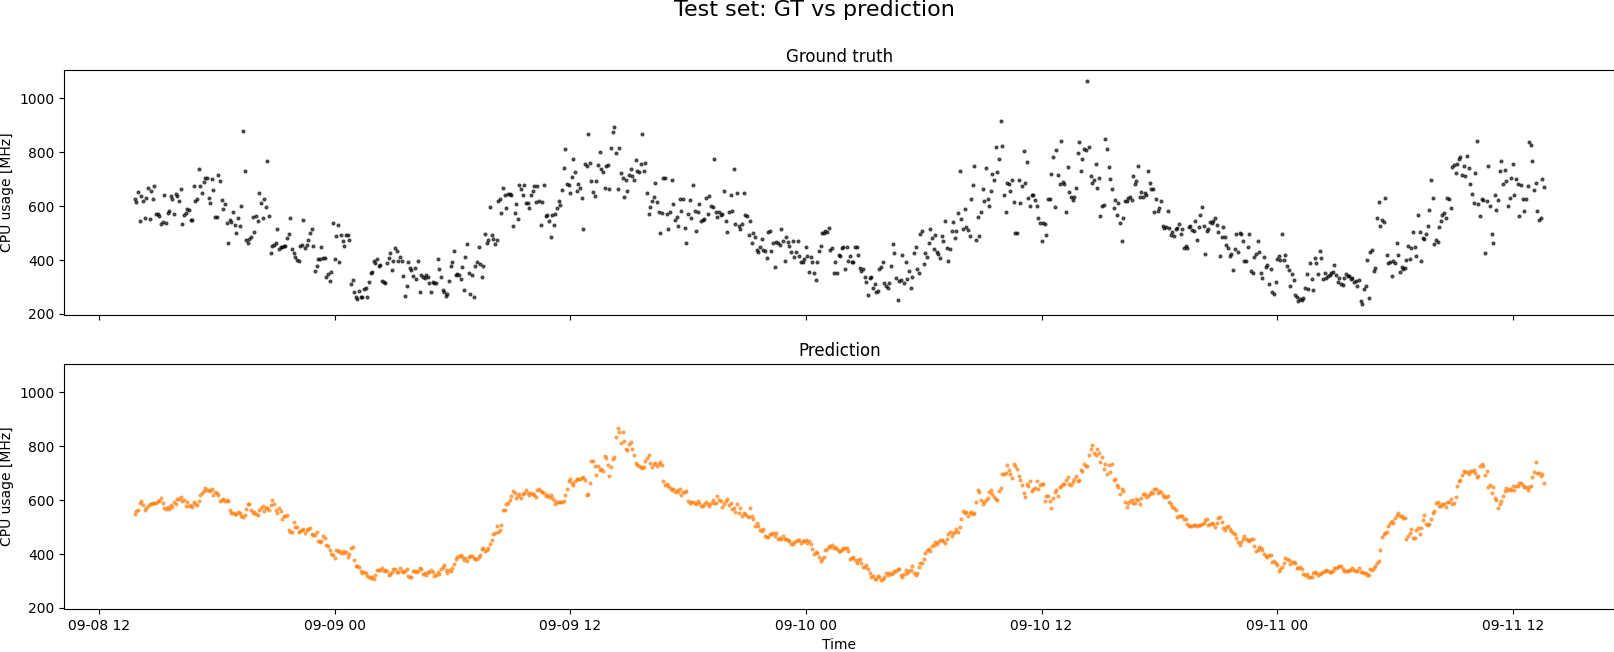 Test set: GT vs prediction
Ground truth
CPU usage [MHz]
1000
800
600
400
200
Prediction
CPU usage [MHz]
1000
800
600
400
200
09-08 12 09-09 00 09-09 12 09-10 00 09-10 12 09-11 00 09-11 12
Time